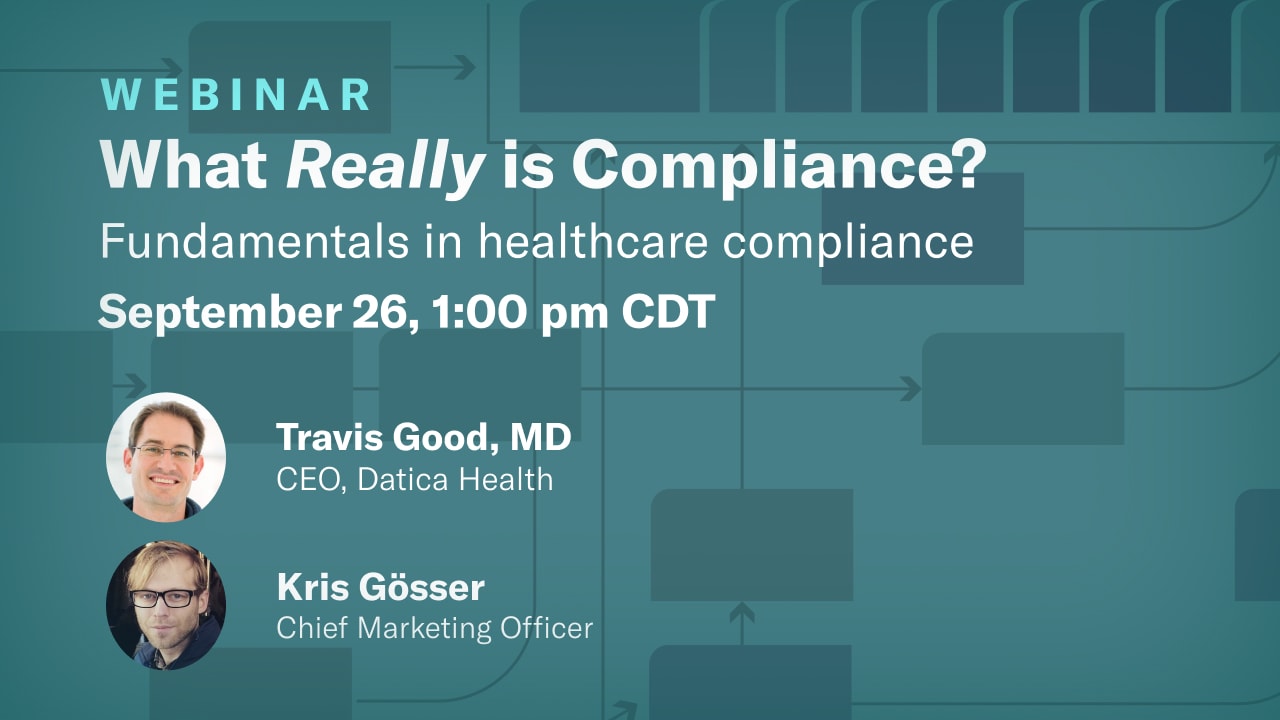 WEBINAR
What Really is Compliance?
Fundamentals in healthcare compliance
September 26, 1:00 pm CDT
Travis Good, MD
CEO, Datica Health
Kris Gösser
Chief Marketing Officer